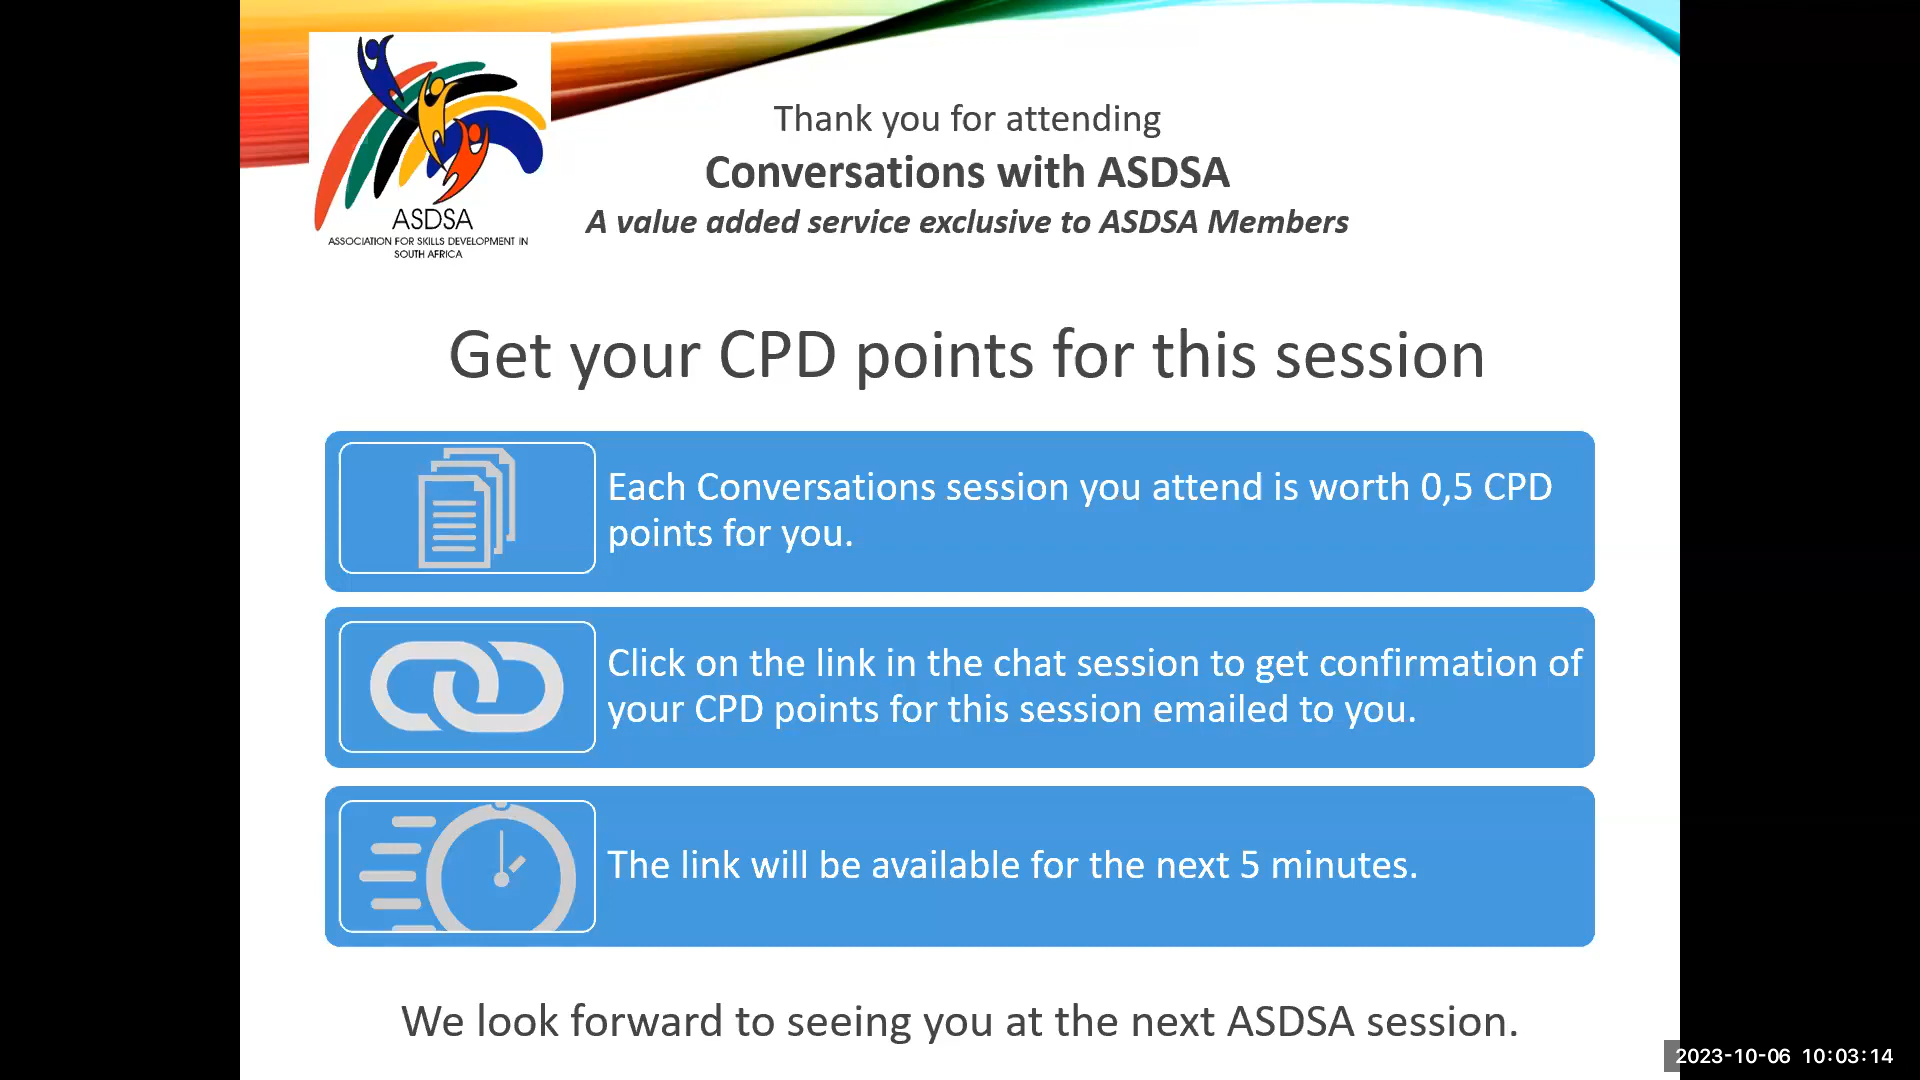 ASDSA
ASSOCIATION FOR SKILLS DEVELOPMENT IN
SOUTH AFRICA
Thank you for attending
Conversations with ASDSA
A value added service exclusive to ASDSA Members
Get your CPD points for this session
Each Conversations session you attend is worth 0,5 CPD
points for you.
Click on the link in the chat session to get confirmation of
your CPD points for this session emailed to you.
The link will be available for the next 5 minutes.
We look forward to seeing you at the next ASDSA session.
2023-10-06 10:03:14